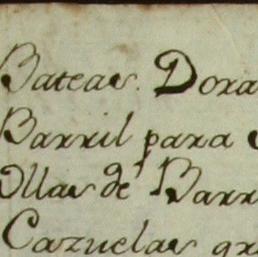 Bateas. Dora
Barril para
Ollas de Barr
Cazuelas gr